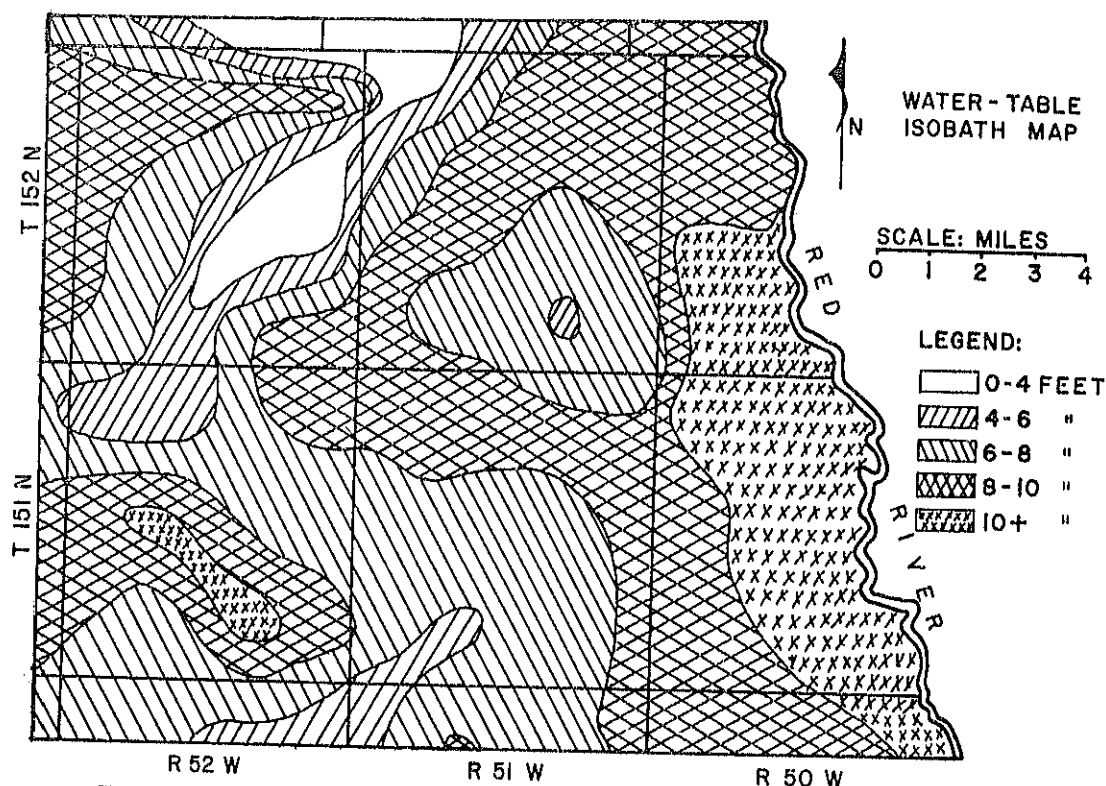 WATER-TABLE
ISOBATH MAP
N
SCALE: MILES
0 1 2 3 4
LEGEND:
0-4 FEET
4-6 "
6-8 "
8-10 "
10+ "
RED RIVER
T 152 N
T 151 N
R 52 W
R 51 W
R 50 W